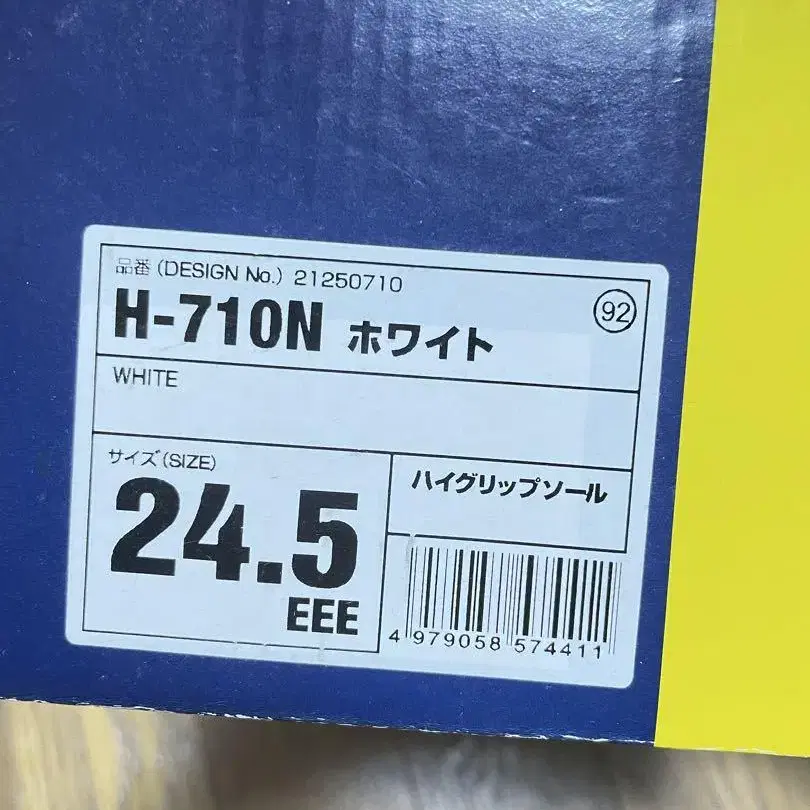 品番 (DESIGN No.) 21250710
H-710N ホワイト
92
WHITE
サイズ (SIZE)
24.5
EEE
ハイグリップソール
4 979058 574411